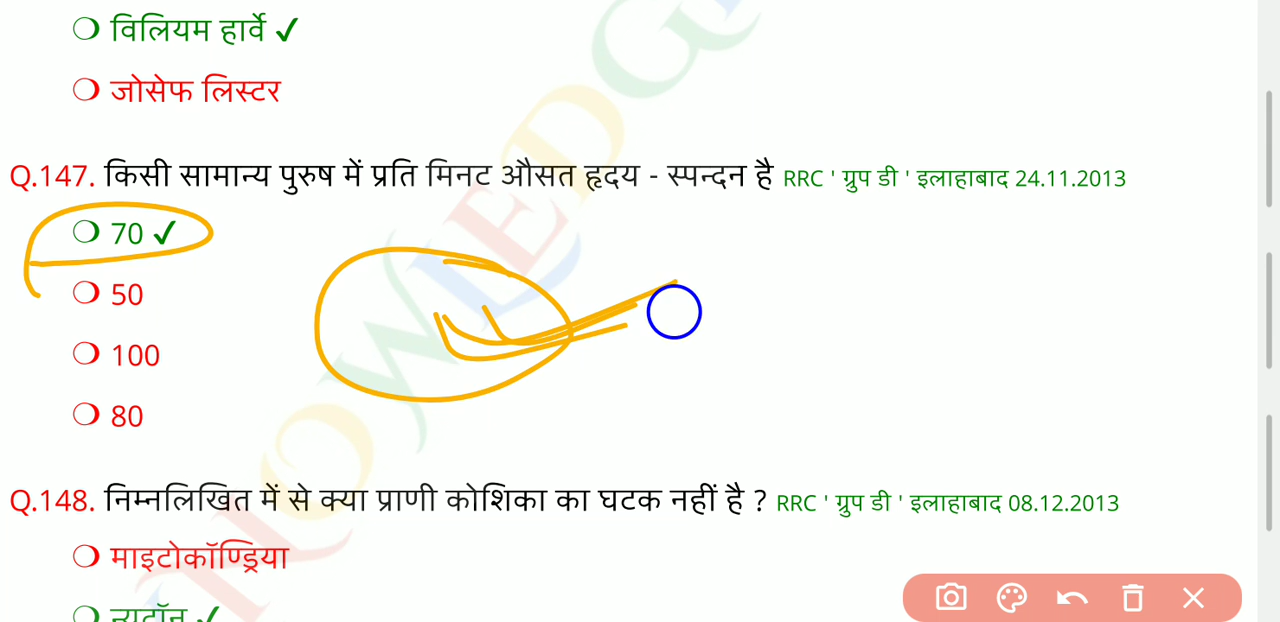 विलियम हार्वे ✓
जोसेफ लिस्टर
Q.147. किसी सामान्य पुरुष में प्रति मिनट औसत हृदय - स्पन्दन है RRC ' ग्रुप डी ' इलाहाबाद 24.11.2013
70 ✓
50
100
80
Q.148. निम्नलिखित में से क्या प्राणी कोशिका का घटक नहीं है ? RRC ' ग्रुप डी ' इलाहाबाद 08.12.2013
माइटोकॉण्ड्रिया